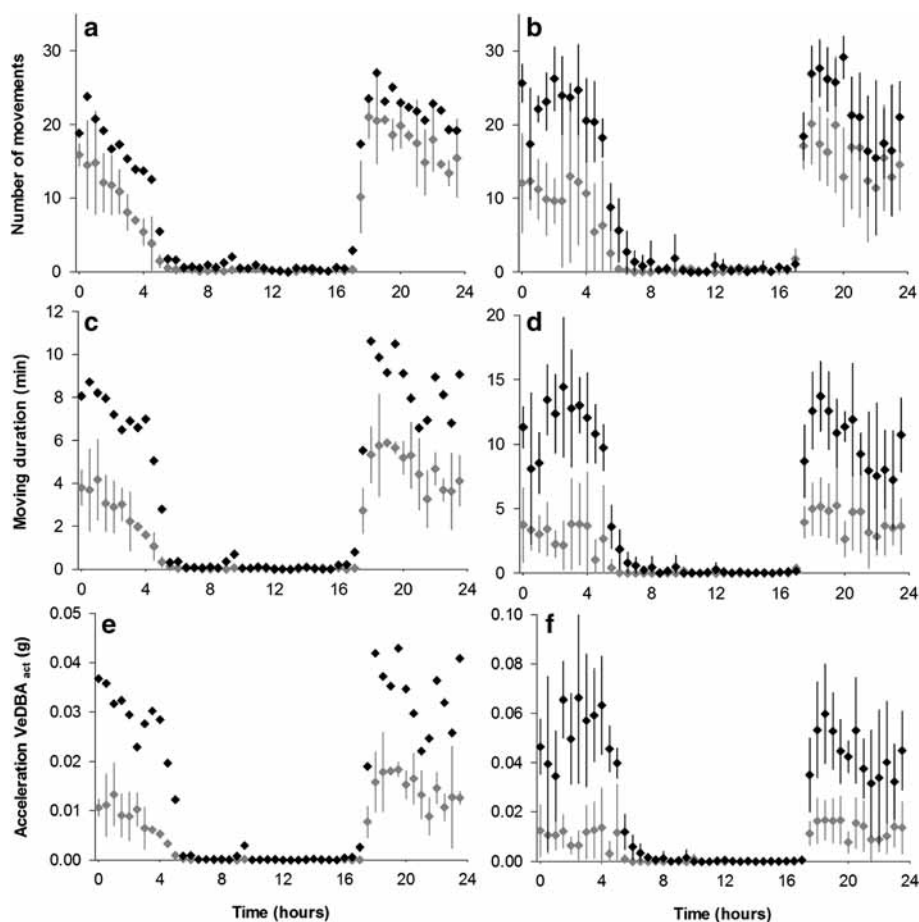 a
b
Number of movements
30
20
10
0
0 4 8 12 16 20 24
30
20
10
0
0 4 8 12 16 20 24
c
d
Moving duration (min)
12
10
8
6
4
2
0
0 4 8 12 16 20 24
20
15
10
5
0
0 4 8 12 16 20 24
e
f
Acceleration VeDBA act (g)
0.05
0.04
0.03
0.02
0.01
0.00
0 4 8 12 16 20 24
Time (hours)
0.10
0.08
0.06
0.04
0.02
0.00
0 4 8 12 16 20 24
Time (hours)